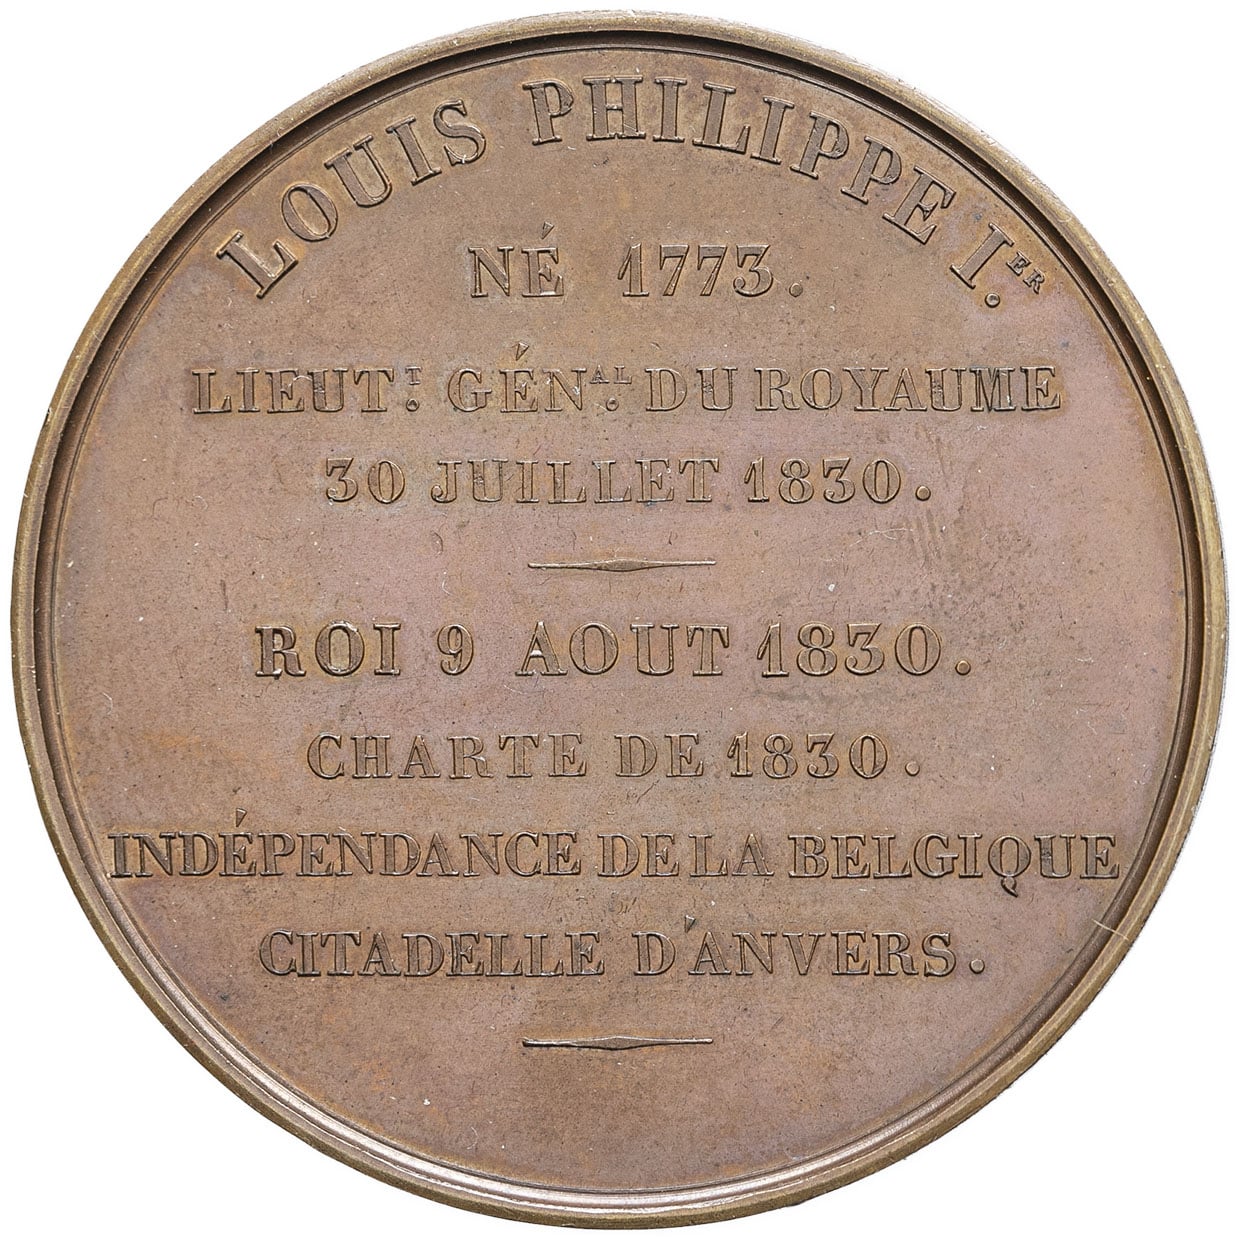 LOUIS PHILIPPE I.ER
NÉ 1773.
LIEUT.T GÉN.AL DU ROYAUME
30 JUILLET 1830.
ROI 9 AOUT 1830.
CHARTE DE 1830.
INDÉPENDANCE DE LA BELGIQUE
CITADELLE D'ANVERS.